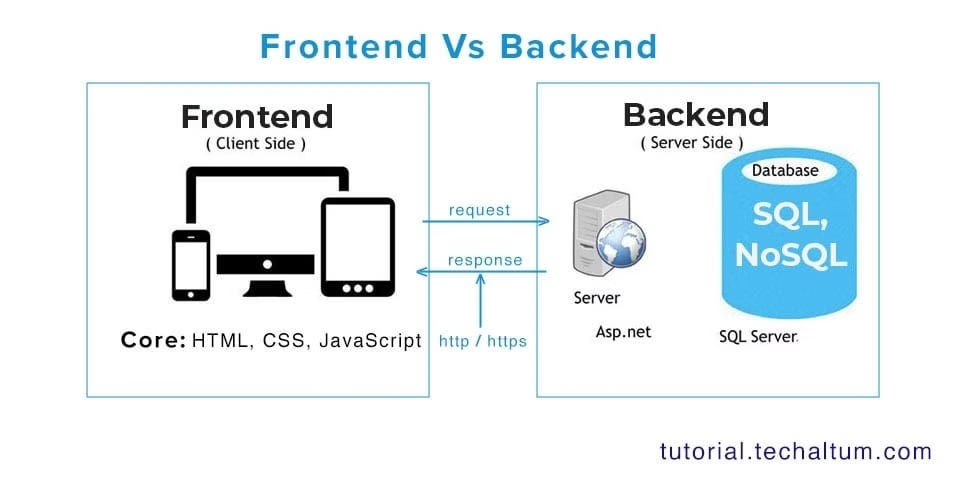 Frontend Vs Backend
Frontend
( Client Side )
Core: HTML, CSS, JavaScript
request
response
http / https
Backend
( Server Side )
Database
SQL,
NoSQL
Server
Asp.net
SQL Server.
tutorial.techaltum.com